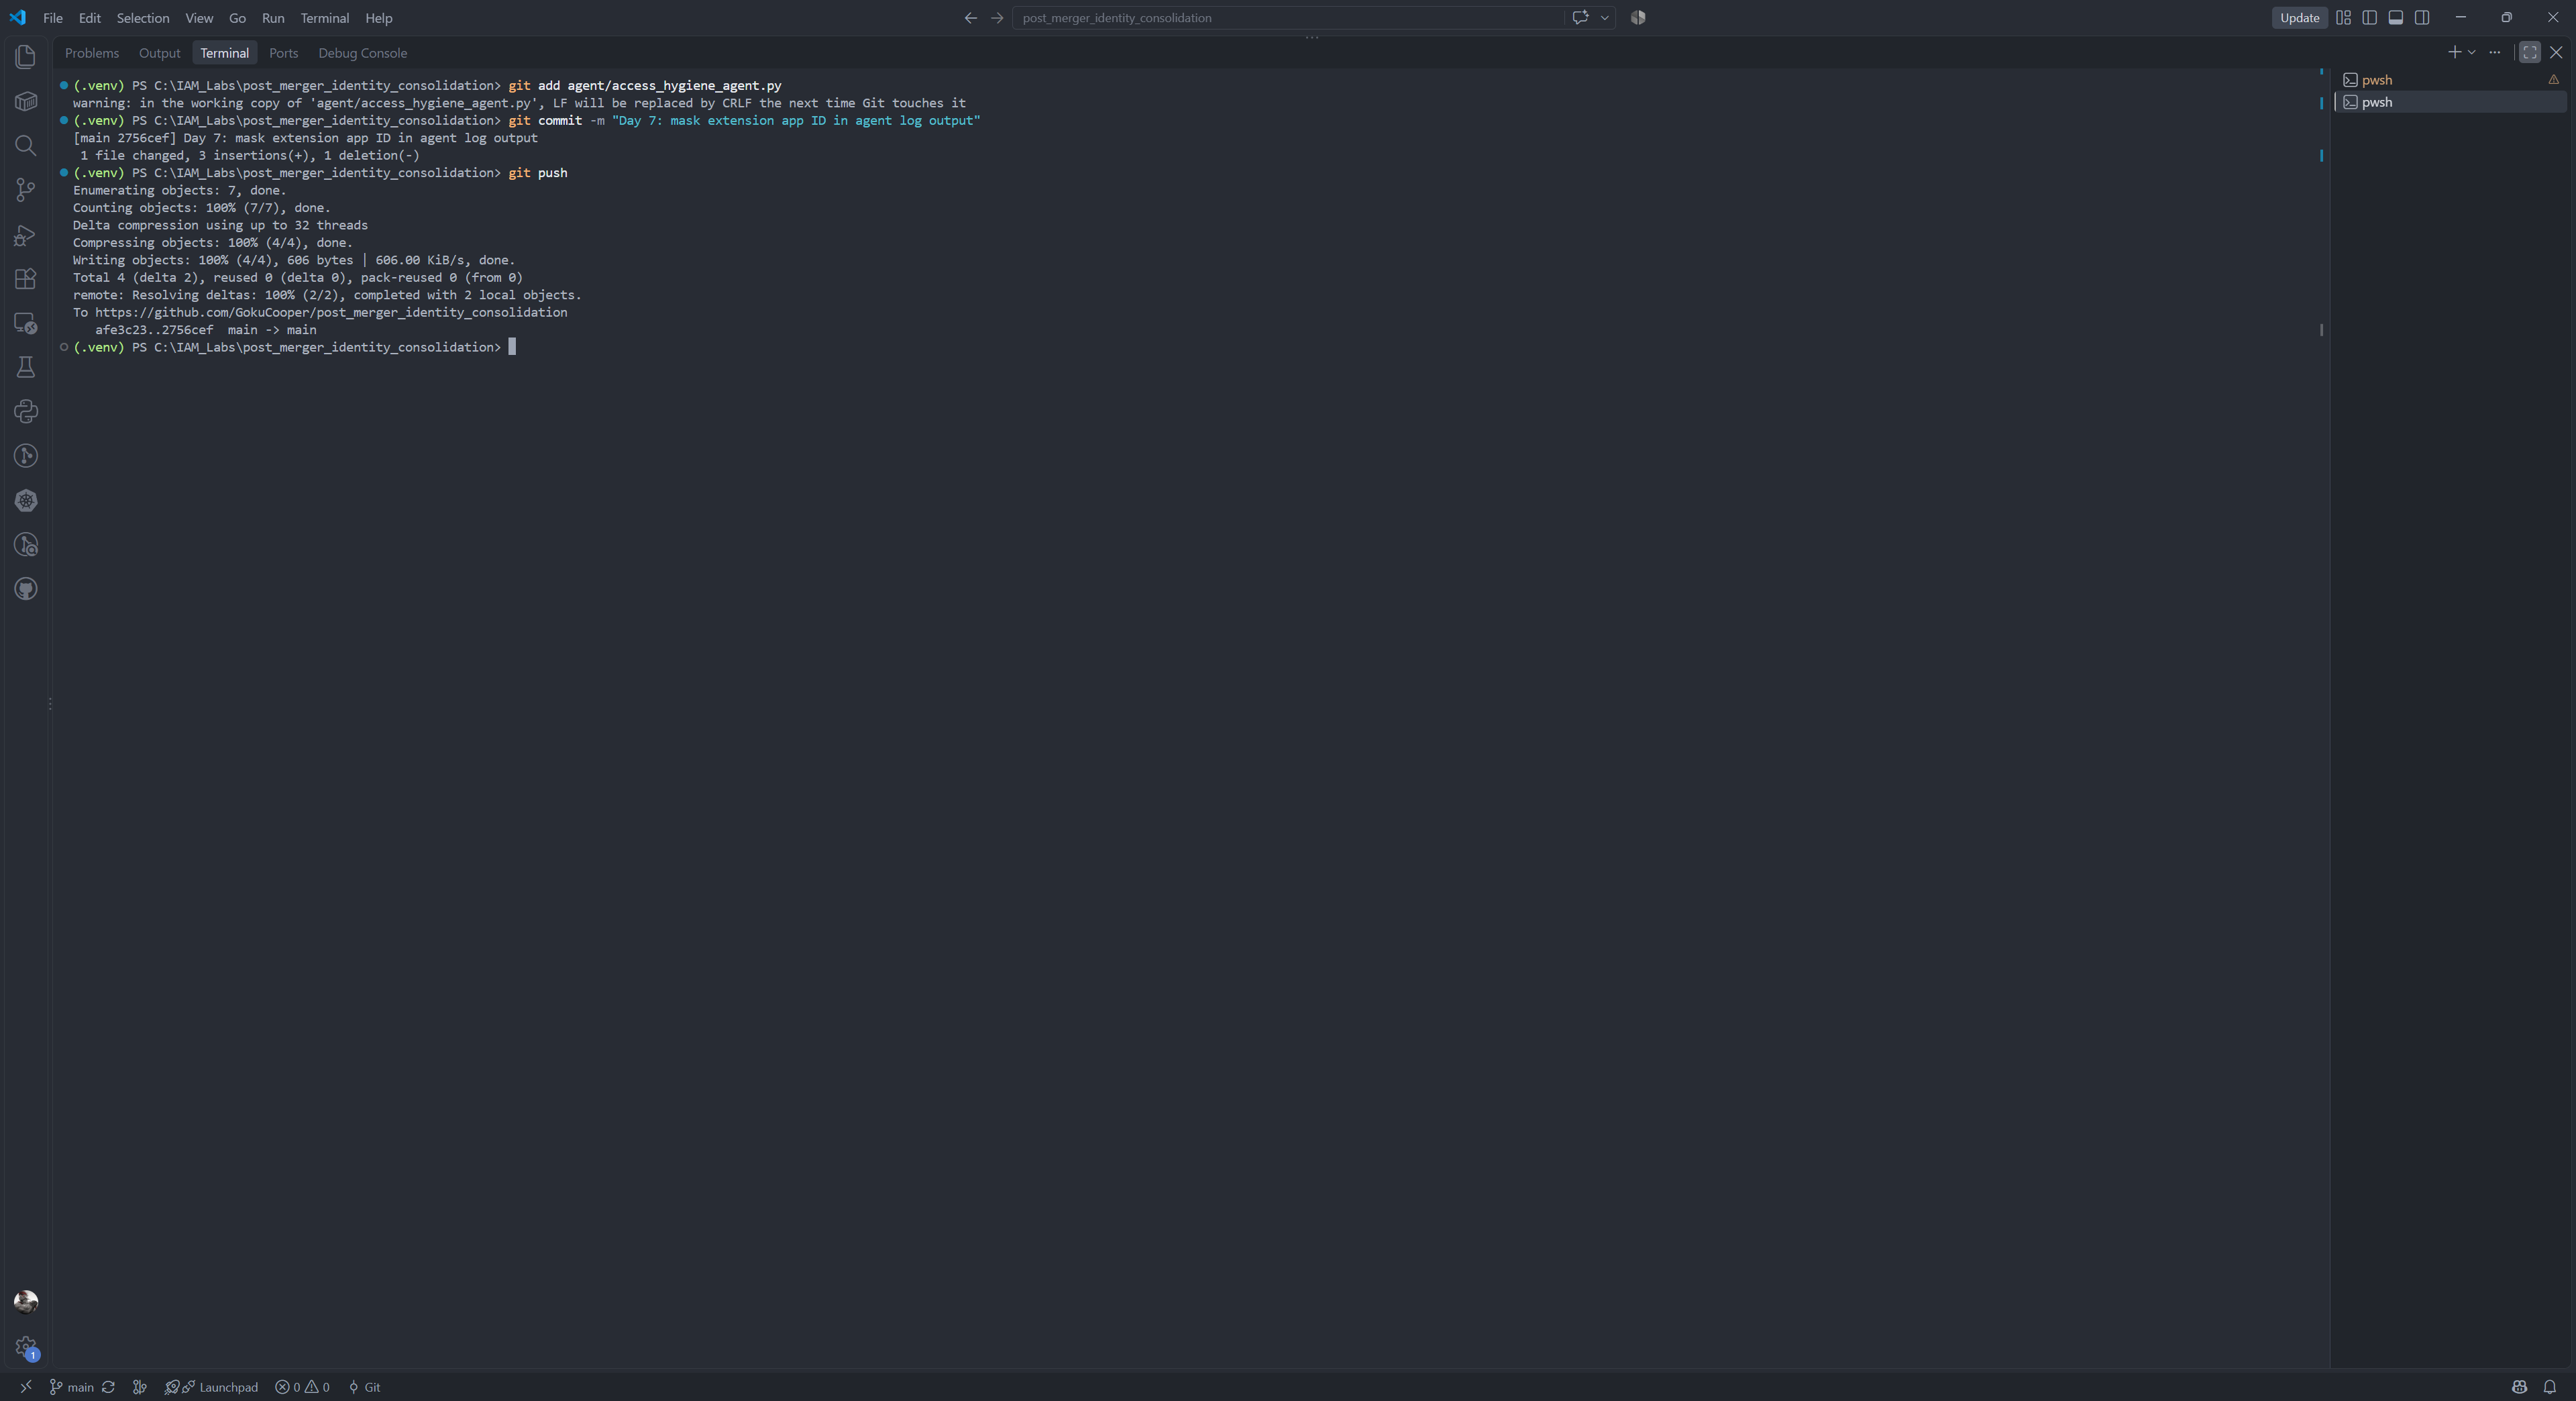 File Edit Selection View Go Run Terminal Help
post_merger_identity_consolidation
Update
Problems Output Terminal Ports Debug Console
(.venv) PS C:\IAM_Labs\post_merger_identity_consolidation> git add agent/access_hygiene_agent.py
warning: in the working copy of 'agent/access_hygiene_agent.py', LF will be replaced by CRLF the next time Git touches it
(.venv) PS C:\IAM_Labs\post_merger_identity_consolidation> git commit -m "Day 7: mask extension app ID in agent log output"
[main 2756cef] Day 7: mask extension app ID in agent log output
1 file changed, 3 insertions(+), 1 deletion(-)
(.venv) PS C:\IAM_Labs\post_merger_identity_consolidation> git push
Enumerating objects: 7, done.
Counting objects: 100% (7/7), done.
Delta compression using up to 32 threads
Compressing objects: 100% (4/4), done.
Writing objects: 100% (4/4), 606 bytes | 606.00 KiB/s, done.
Total 4 (delta 2), reused 0 (delta 0), pack-reused 0 (from 0)
remote: Resolving deltas: 100% (2/2), completed with 2 local objects.
To https://github.com/GokuCooper/post_merger_identity_consolidation
afe3c23..2756cef main -> main
(.venv) PS C:\IAM_Labs\post_merger_identity_consolidation>
pwsh
pwsh
1
main Launchpad 0 0 Git